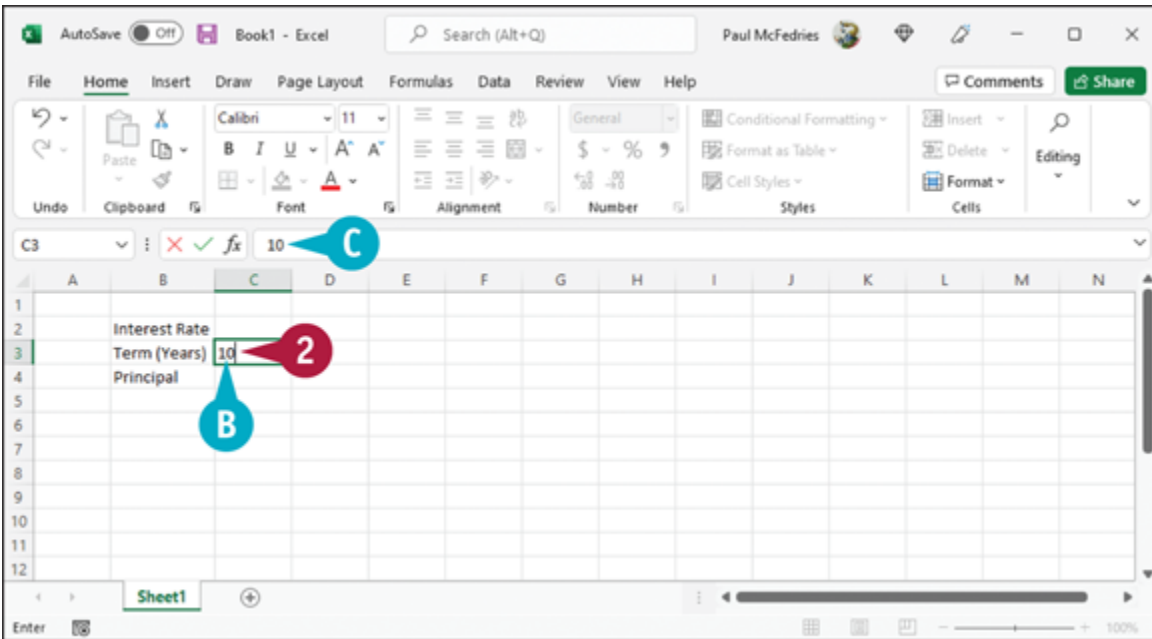 AutoSave Off Book1 - Excel Search (Alt+Q) Paul McFedries
File Home Insert Draw Page Layout Formulas Data Review View Help Comments Share
Calibri 11 General Conditional Formatting Insert
Paste B I U A A $ % 9 Format as Table Delete Editing
A Cell Styles Format
Undo Clipboard Font Alignment Number Styles Cells
C3 fx 10 C
A B C D E F G H I J K L M N
1
2 Interest Rate
3 Term (Years) 10 2
4 Principal
5
6 B
7
8
9
10
11
12
Sheet1
Enter 100%